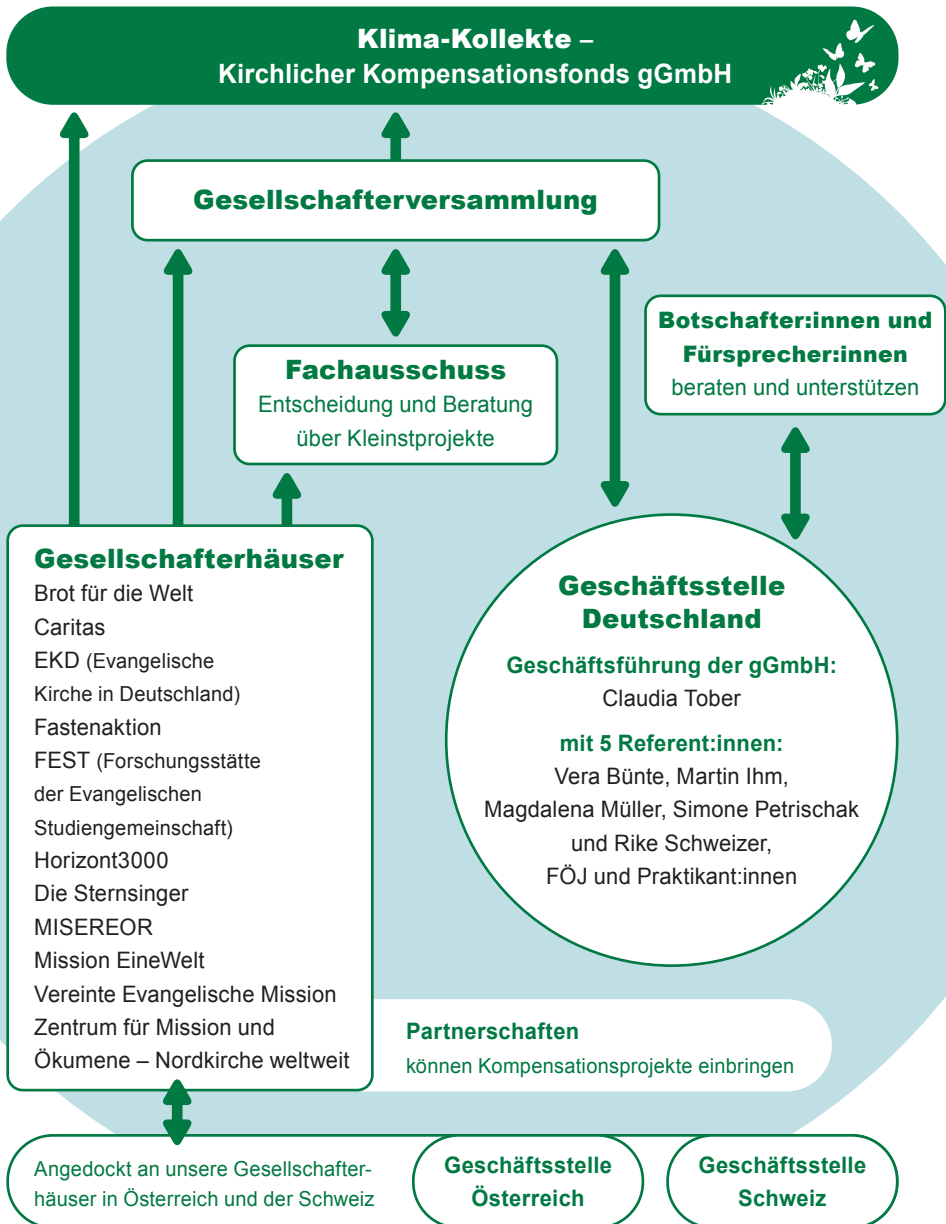 Klima-Kollekte –
Kirchlicher Kompensationsfonds gGmbH
Gesellschafterversammlung
Botschafter:innen und
Fürsprecher:innen
beraten und unterstützen
Fachausschuss
Entscheidung und Beratung
über Kleinstprojekte
Gesellschafterhäuser
Brot für die Welt
Caritas
EKD (Evangelische
Kirche in Deutschland)
Fastenaktion
FEST (Forschungsstätte
der Evangelischen
Studiengemeinschaft)
Horizont3000
Die Sternsinger
MISEREOR
Mission EineWelt
Vereinte Evangelische Mission
Zentrum für Mission und
Ökumene – Nordkirche weltweit
Geschäftsstelle
Deutschland
Geschäftsführung der gGmbH:
Claudia Tober
mit 5 Referent:innen:
Vera Bünte, Martin Ihm,
Magdalena Müller, Simone Petrischak
und Rike Schweizer,
FÖJ und Praktikant:innen
Partnerschaften
können Kompensationsprojekte einbringen
Angedockt an unsere Gesellschafter-
häuser in Österreich und der Schweiz
Geschäftsstelle
Österreich
Geschäftsstelle
Schweiz